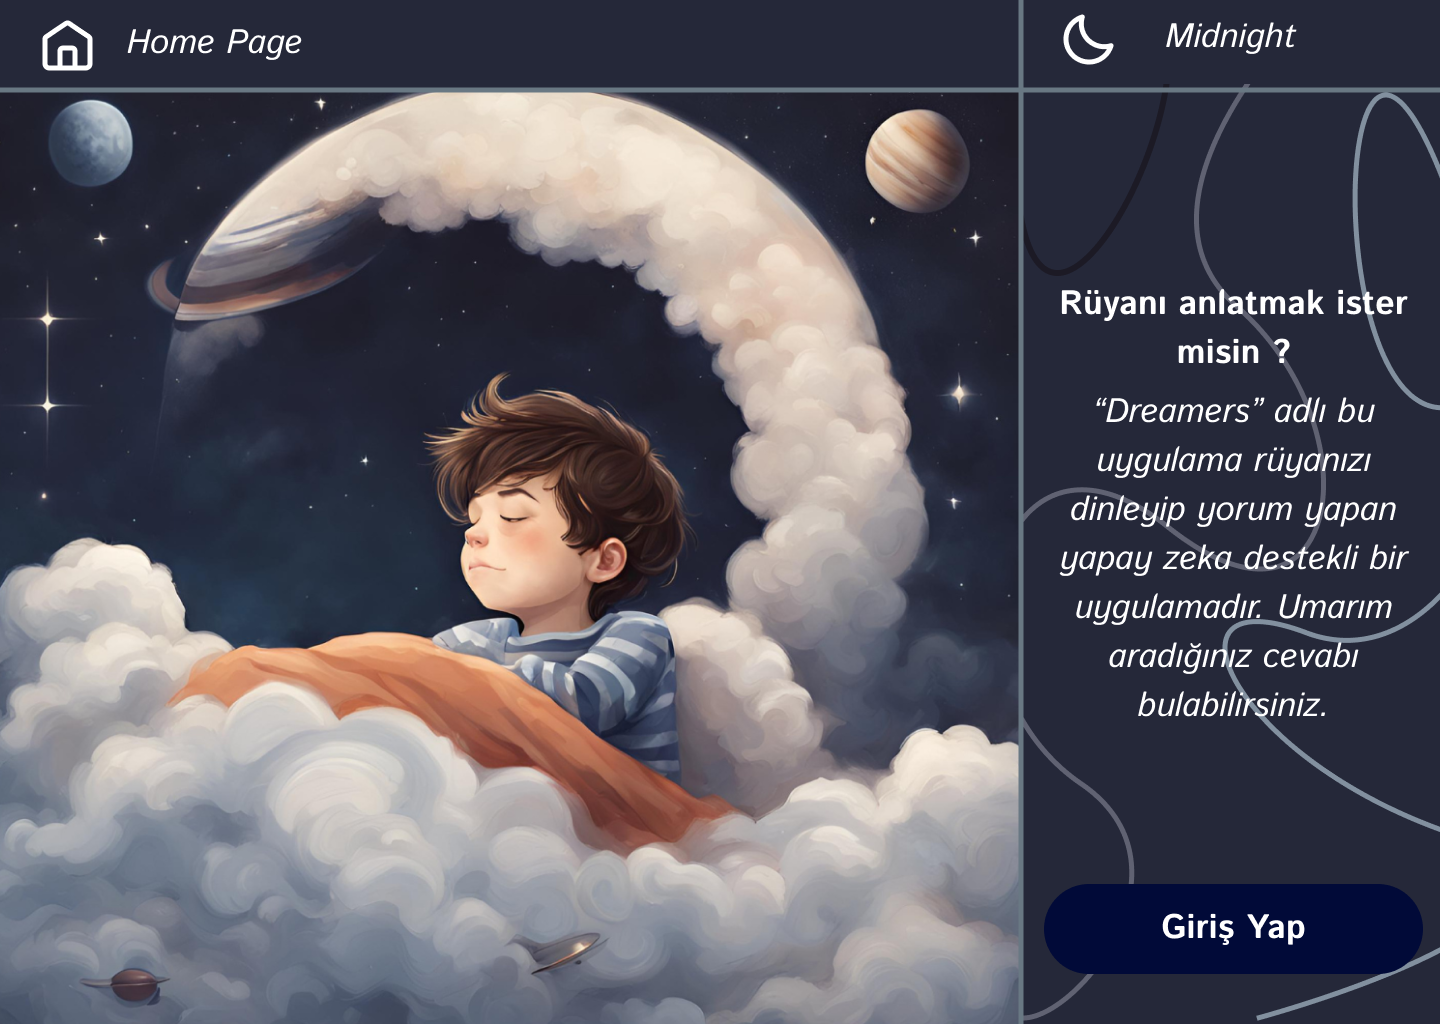 Home Page
Midnight
Rüyanı anlatmak ister
misin ?
“Dreamers” adlı bu
uygulama rüyanızı
dinleyip yorum yapan
yapay zeka destekli bir
uygulamadır. Umarım
aradığınız cevabı
bulabilirsiniz.
Giriş Yap